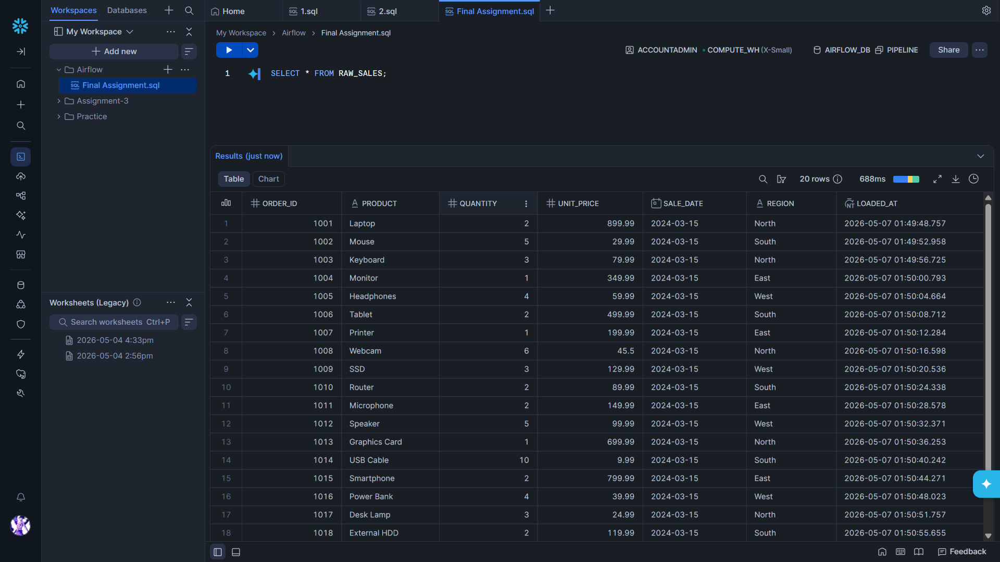 Workspaces Databases
My Workspace
Add new
Airflow
Final Assignment.sql
Assignment-3
Practice
Worksheets (Legacy)
Search worksheets Ctrl+P
2026-05-04 4:33pm
2026-05-04 2:56pm
Home
SQL 1.sql
SQL 2.sql
SQL Final Assignment.sql
My Workspace > Airflow > Final Assignment.sql
ACCOUNTADMIN COMPUTE_WH (X-Small) AIRFLOW_DB PIPELINE Share
1 SELECT * FROM RAW_SALES;
Results (just now)
Table Chart 20 rows 688ms
ORDER_ID PRODUCT QUANTITY UNIT_PRICE SALE_DATE REGION LOADED_AT
1 1001 Laptop 2 899.99 2024-03-15 North 2026-05-07 01:49:48.757
2 1002 Mouse 5 29.99 2024-03-15 South 2026-05-07 01:49:52.958
3 1003 Keyboard 3 79.99 2024-03-15 North 2026-05-07 01:49:56.725
4 1004 Monitor 1 349.99 2024-03-15 East 2026-05-07 01:50:00.793
5 1005 Headphones 4 59.99 2024-03-15 West 2026-05-07 01:50:04.664
6 1006 Tablet 2 499.99 2024-03-15 South 2026-05-07 01:50:08.712
7 1007 Printer 1 199.99 2024-03-15 East 2026-05-07 01:50:12.284
8 1008 Webcam 6 45.5 2024-03-15 North 2026-05-07 01:50:16.598
9 1009 SSD 3 129.99 2024-03-15 West 2026-05-07 01:50:20.536
10 1010 Router 2 89.99 2024-03-15 South 2026-05-07 01:50:24.338
11 1011 Microphone 2 149.99 2024-03-15 East 2026-05-07 01:50:28.578
12 1012 Speaker 5 99.99 2024-03-15 West 2026-05-07 01:50:32.371
13 1013 Graphics Card 1 699.99 2024-03-15 North 2026-05-07 01:50:36.253
14 1014 USB Cable 10 9.99 2024-03-15 South 2026-05-07 01:50:40.242
15 1015 Smartphone 2 799.99 2024-03-15 East 2026-05-07 01:50:44.271
16 1016 Power Bank 4 39.99 2024-03-15 West 2026-05-07 01:50:48.023
17 1017 Desk Lamp 3 24.99 2024-03-15 North 2026-05-07 01:50:51.757
18 1018 External HDD 2 119.99 2024-03-15 South 2026-05-07 01:50:55.655
Feedback